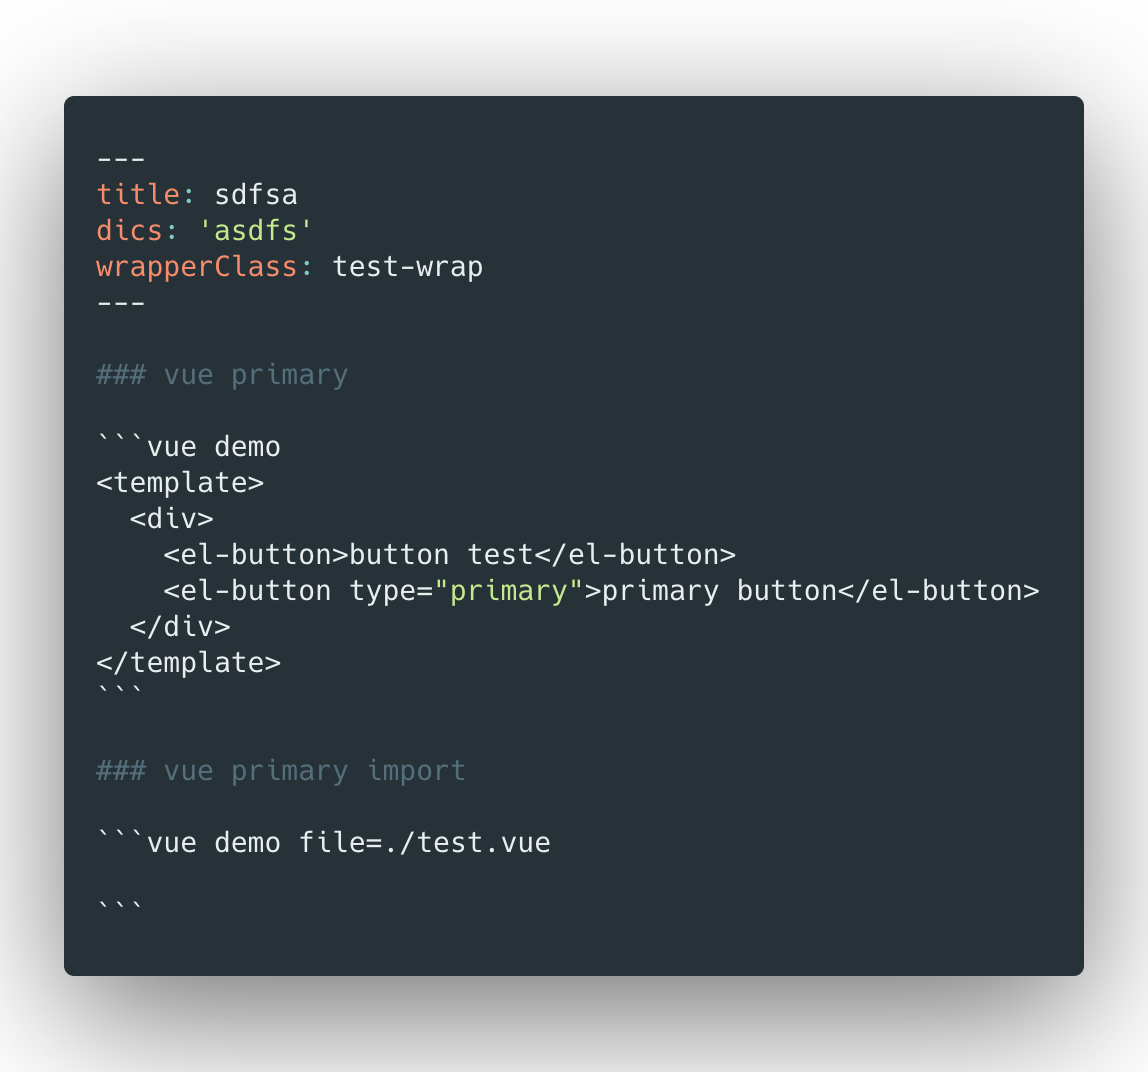 ---
title: sdfsa
dics: 'asdfs'
wrapperClass: test-wrap
---

### vue primary

```vue demo
<template>
  <div>
    <el-button>button test</el-button>
    <el-button type="primary">primary button</el-button>
  </div>
</template>
```

### vue primary import

```vue demo file=./test.vue

```